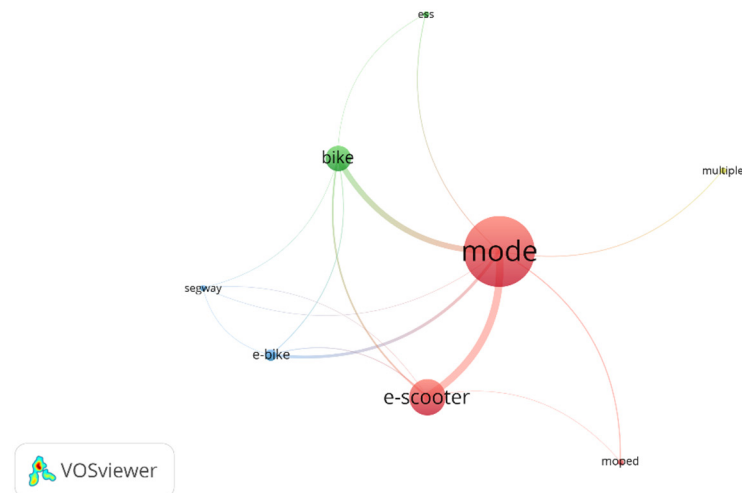 ess
bike
multiple
mode
segway
e-bike
e-scooter
moped
VOSviewer